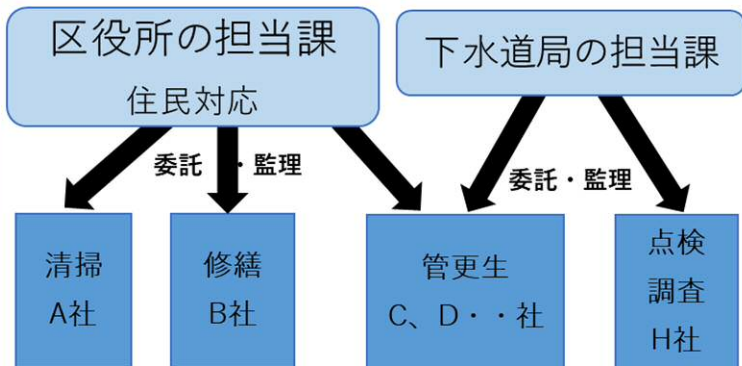 区役所の担当課
住民対応
下水道局の担当課
委託・監理
委託・監理
清掃
A社
修繕
B社
管更生
C、D・・社
点検
調査
H社